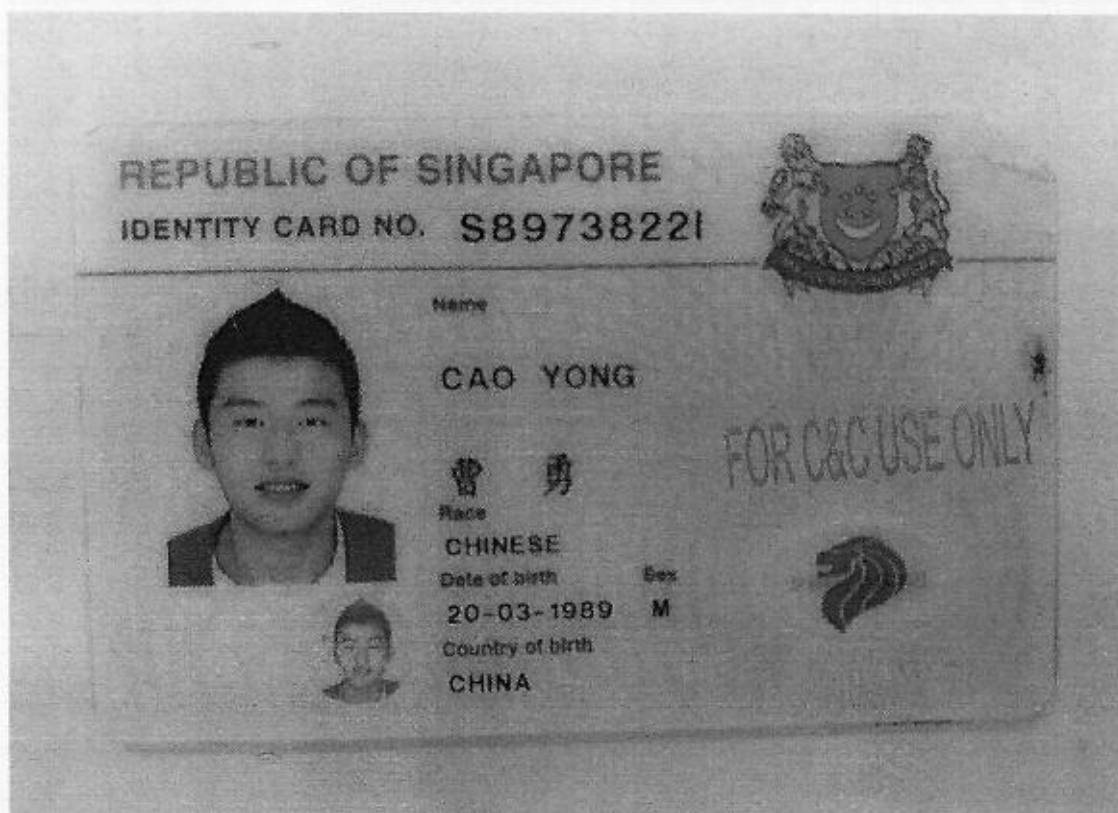 REPUBLIC OF SINGAPORE
IDENTITY CARD NO. S8973822I
Name
CAO YONG
曹 勇
Race
CHINESE
Date of birth Sex
20-03-1989 M
Country of birth
CHINA
FOR C&C USE ONLY